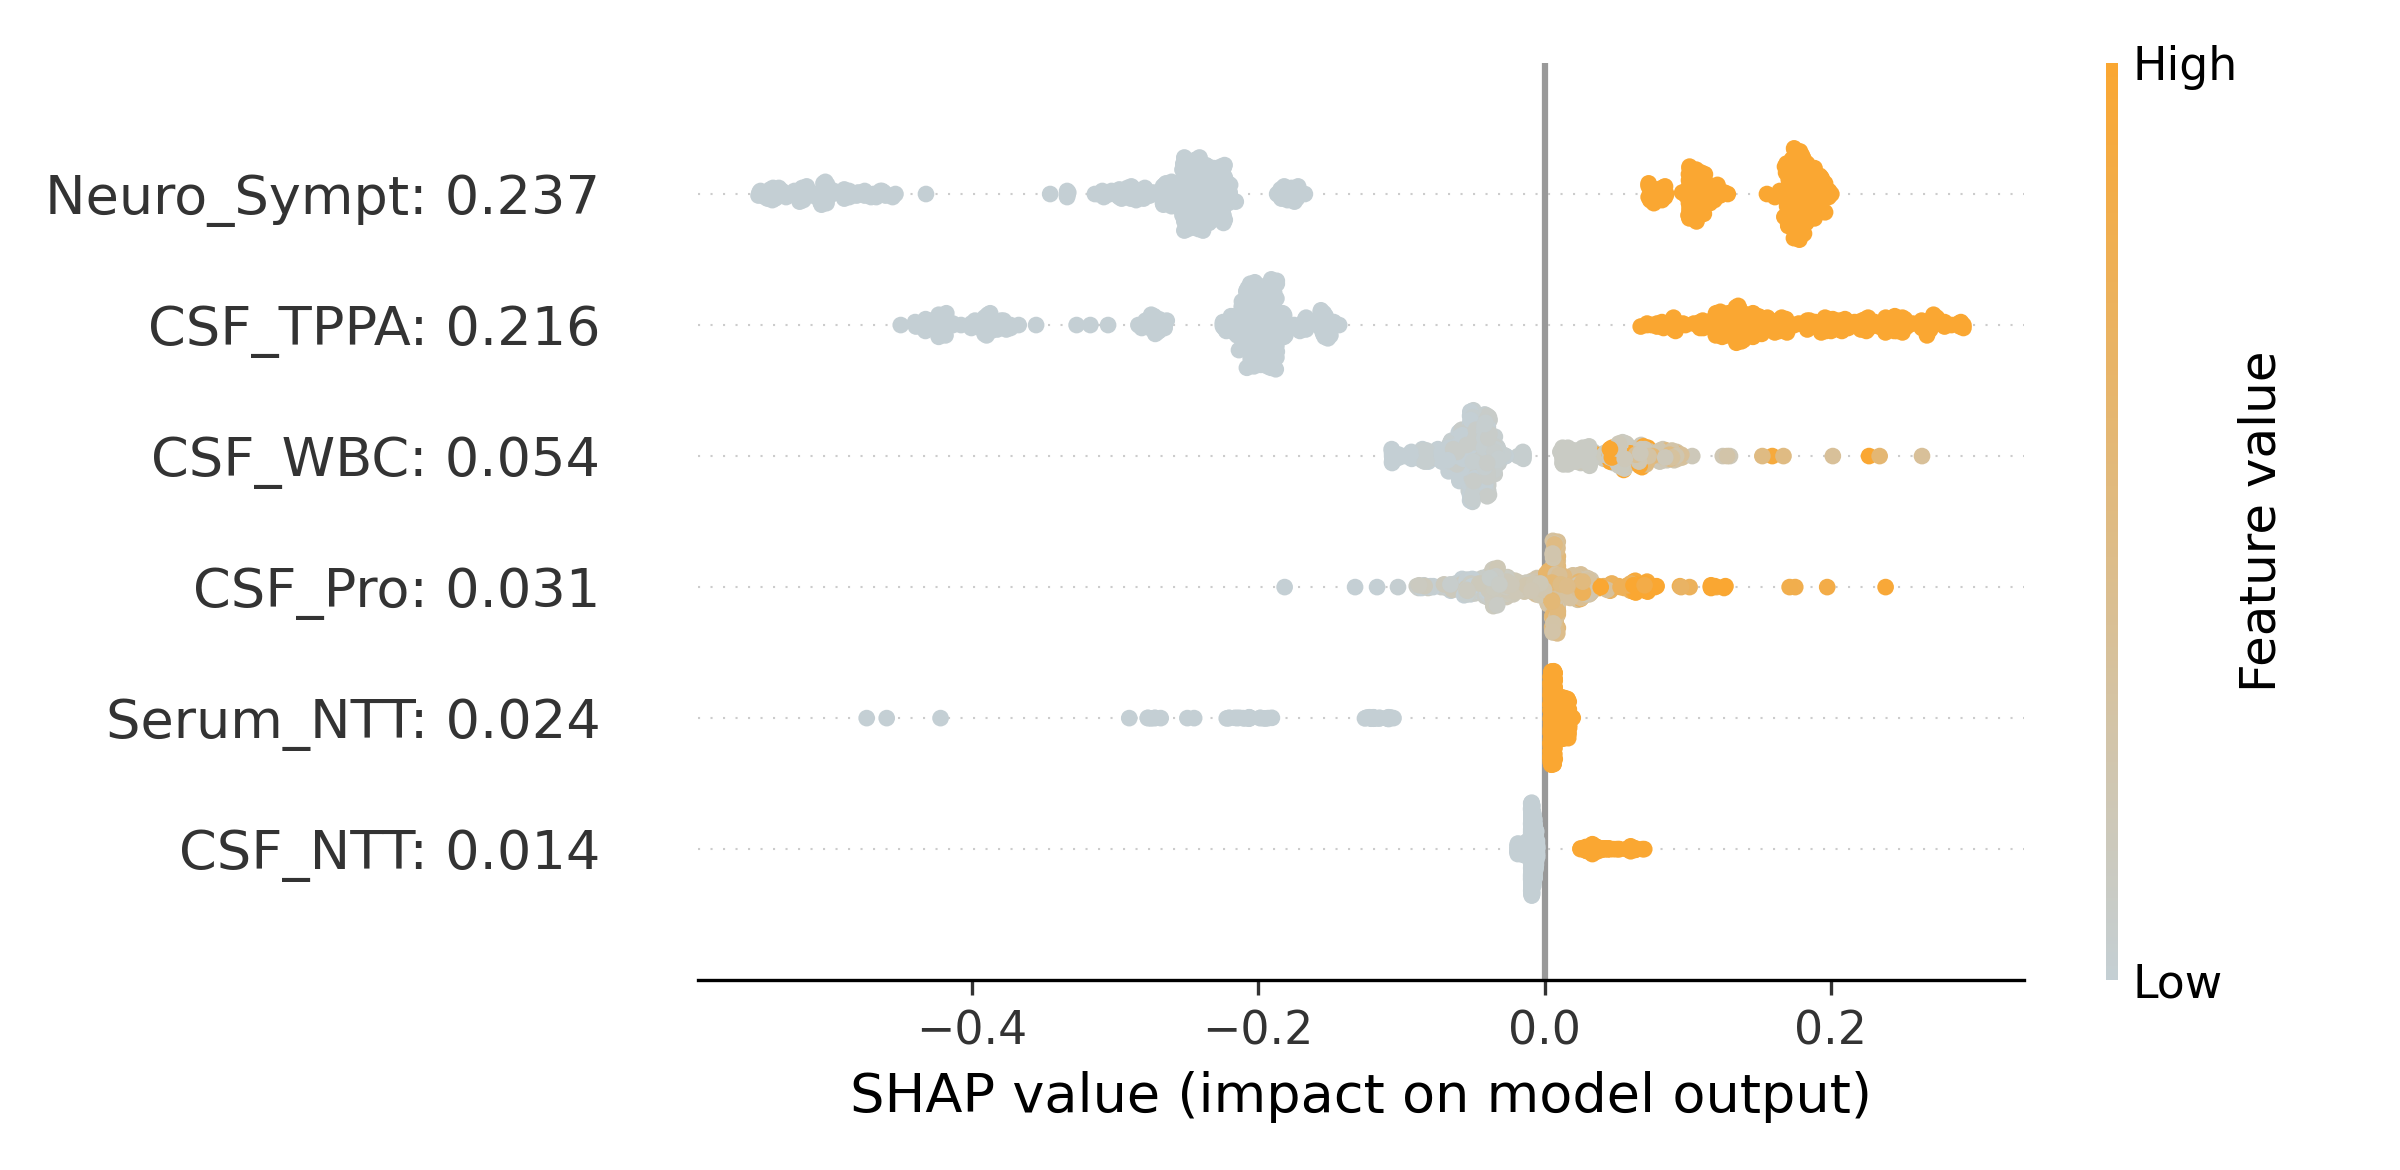 High
Neuro_Sympt: 0.237
CSF_TPPA: 0.216
CSF_WBC: 0.054
CSF_Pro: 0.031
Serum_NTT: 0.024
CSF_NTT: 0.014
Feature value
Low
−0.4 −0.2 0.0 0.2
SHAP value (impact on model output)